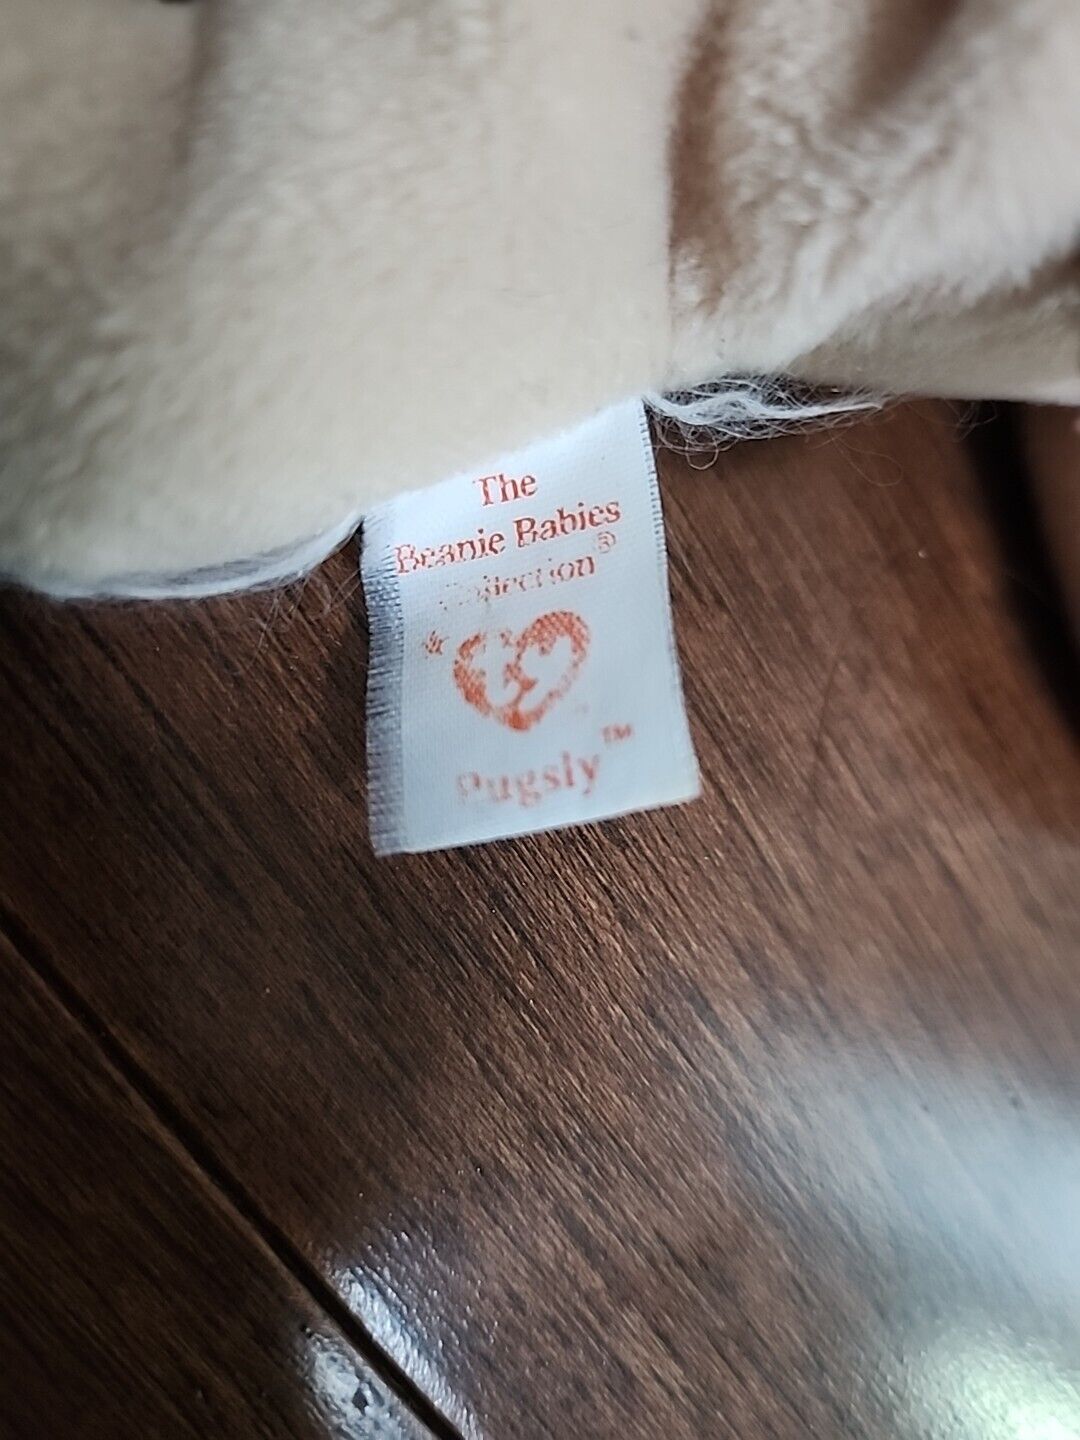 The
Beanie Babies
Collection®
Pugsly™